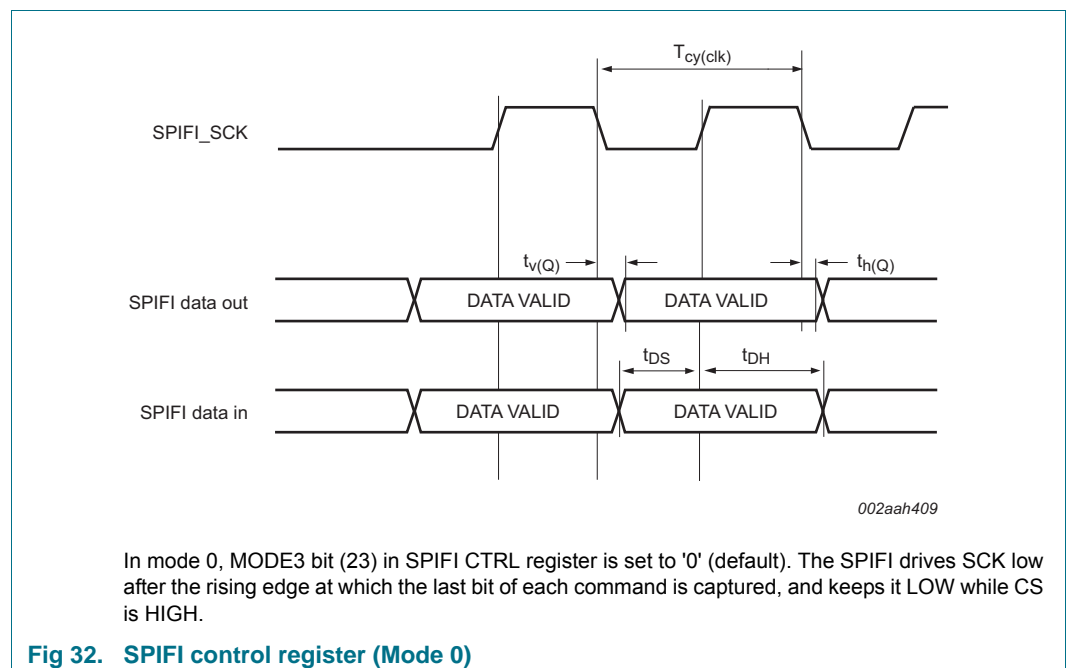 T_cy(clk)
SPIFI_SCK
t_v(Q)
t_h(Q)
SPIFI data out
DATA VALID
DATA VALID
t_DS
t_DH
SPIFI data in
DATA VALID
DATA VALID
002aah409
In mode 0, MODE3 bit (23) in SPIFI CTRL register is set to '0' (default). The SPIFI drives SCK low
after the rising edge at which the last bit of each command is captured, and keeps it LOW while CS
is HIGH.
Fig 32. SPIFI control register (Mode 0)